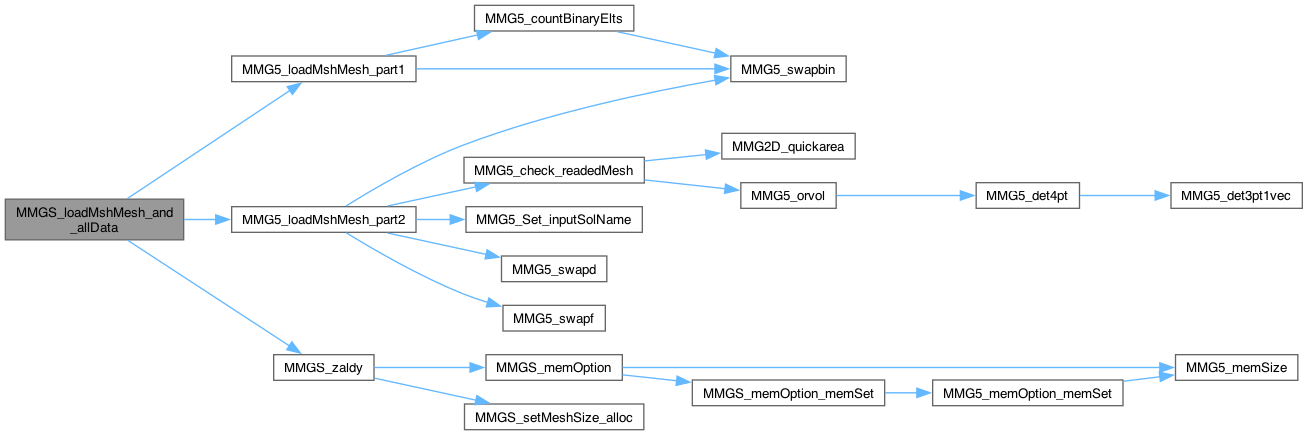 MMG5_countBinaryElts
MMG5_loadMshMesh_part1
MMG5_swapbin
MMG2D_quickarea
MMG5_check_readedMesh
MMG5_orvol
MMG5_det4pt
MMG5_det3pt1vec
MMGS_loadMshMesh_and
_allData
MMG5_loadMshMesh_part2
MMG5_Set_inputSolName
MMG5_swapd
MMG5_swapf
MMGS_zaldy
MMGS_memOption
MMG5_memSize
MMGS_memOption_memSet
MMG5_memOption_memSet
MMGS_setMeshSize_alloc